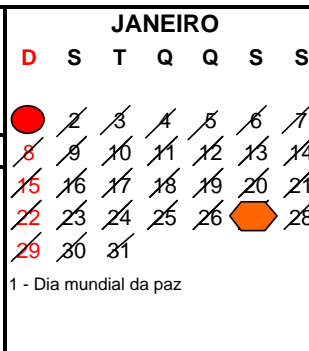 JANEIRO
D S T Q Q S S
2 3 4 5 6 7
8 9 10 11 12 13 14
15 16 17 18 19 20 21
22 23 24 25 26 28
29 30 31
1 - Dia mundial da paz